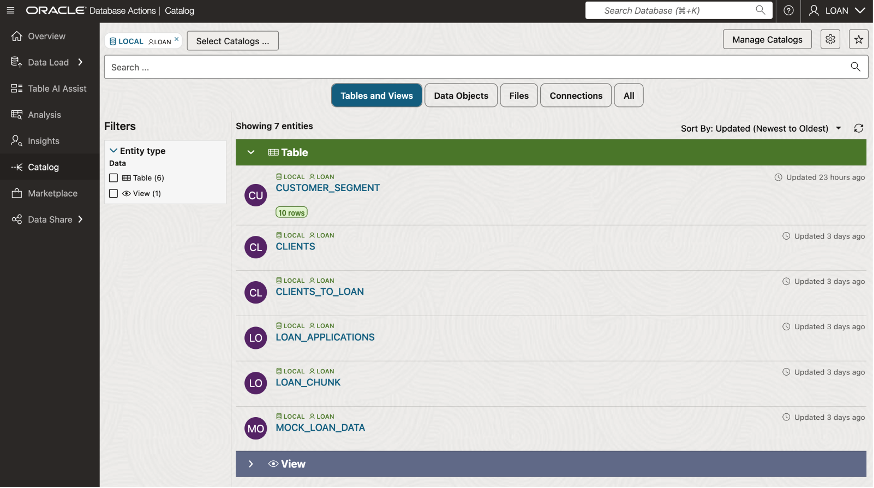 ORACLE Database Actions | Catalog
Search Database (⌘+K)
LOAN
Overview
Data Load
Table AI Assist
Analysis
Insights
Catalog
Marketplace
Data Share
LOCAL LOAN ×
Select Catalogs ...
Manage Catalogs
Search ...
Tables and Views
Data Objects
Files
Connections
All
Filters
Entity type
Data
Table (6)
View (1)
Showing 7 entities
Sort By: Updated (Newest to Oldest)
Table
CU
LOCAL LOAN
CUSTOMER_SEGMENT
10 rows
Updated 23 hours ago
CL
LOCAL LOAN
CLIENTS
Updated 3 days ago
CL
LOCAL LOAN
CLIENTS_TO_LOAN
Updated 3 days ago
LO
LOCAL LOAN
LOAN_APPLICATIONS
Updated 3 days ago
LO
LOCAL LOAN
LOAN_CHUNK
Updated 3 days ago
MO
LOCAL LOAN
MOCK_LOAN_DATA
Updated 3 days ago
View